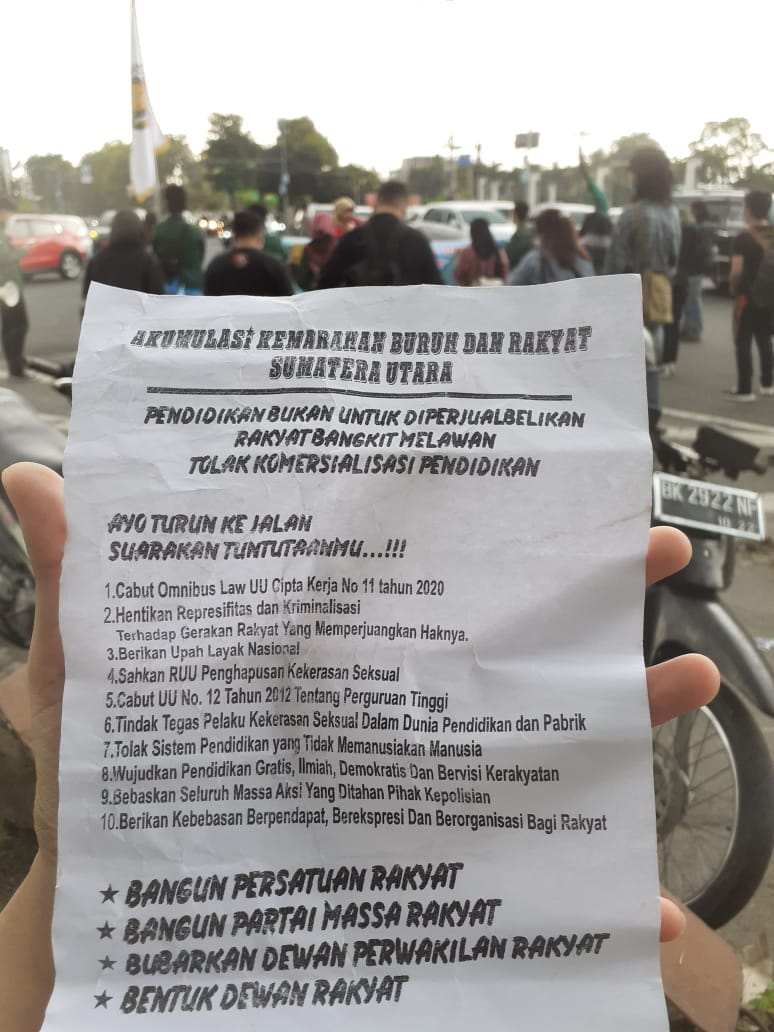 AKUMULASI KEMARAHAN BURUH DAN RAKYAT
SUMATERA UTARA
PENDIDIKAN BUKAN UNTUK DIPERJUALBELIKAN
RAKYAT BANGKIT MELAWAN
TOLAK KOMERSIALISASI PENDIDIKAN
AYO TURUN KE JALAN
SUARAKAN TUNTUTAANMU...!!!
1.Cabut Omnibus Law UU Cipta Kerja No 11 tahun 2020
2.Hentikan Represifitas dan Kriminalisasi
Terhadap Gerakan Rakyat Yang Memperjuangkan Haknya.
3.Berikan Upah Layak Nasional
4.Sahkan RUU Penghapusan Kekerasan Seksual
5.Cabut UU No. 12 Tahun 2012 Tentang Perguruan Tinggi
6.Tindak Tegas Pelaku Kekerasan Seksual Dalam Dunia Pendidikan dan Pabrik
7.Tolak Sistem Pendidikan yang Tidak Memanusiakan Manusia
8.Wujudkan Pendidikan Gratis, Ilmiah, Demokratis Dan Bervisi Kerakyatan
9.Bebaskan Seluruh Massa Aksi Yang Ditahan Pihak Kepolisian
10.Berikan Kebebasan Berpendapat, Berekspresi Dan Berorganisasi Bagi Rakyat
★ BANGUN PERSATUAN RAKYAT
★ BANGUN PARTAI MASSA RAKYAT
★ BUBARKAN DEWAN PERWAKILAN RAKYAT
★ BENTUK DEWAN RAKYAT
BK 2922
10.22